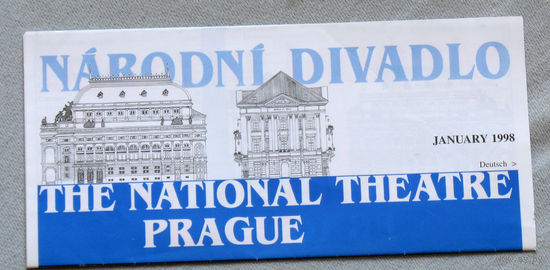 NÁRODNÍ DIVADLO
JANUARY 1998
Deutsch >
THE NATIONAL THEATRE
PRAGUE